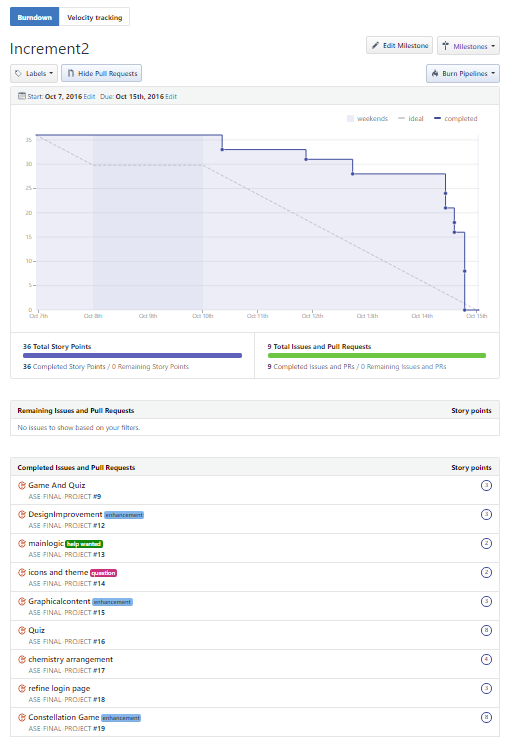 Burndown Velocity tracking
Increment2
Edit Milestone Milestones
Labels Hide Pull Requests Burn Pipelines
Start: Oct 7, 2016 Edit Due: Oct 15th, 2016 Edit
weekends ideal completed
35
30
25
20
15
10
5
0
Oct 7th Oct 8th Oct 9th Oct 10th Oct 11th Oct 12th Oct 13th Oct 14th Oct 15th
36 Total Story Points 9 Total Issues and Pull Requests
36 Completed Story Points / 0 Remaining Story Points 9 Completed Issues and PRs / 0 Remaining Issues and PRs
Remaining Issues and Pull Requests Story points
No issues to show based on your filters.
Completed Issues and Pull Requests Story points
Game And Quiz 3
ASE FINAL PROJECT #9
DesignImprovement enhancement 3
ASE FINAL PROJECT #12
mainlogic help wanted 2
ASE FINAL PROJECT #13
icons and theme question 2
ASE FINAL PROJECT #14
Graphicalcontent enhancement 3
ASE FINAL PROJECT #15
Quiz 8
ASE FINAL PROJECT #16
chemistry arrangement 4
ASE FINAL PROJECT #17
refine login page 3
ASE FINAL PROJECT #18
Constellation Game enhancement 8
ASE FINAL PROJECT #19